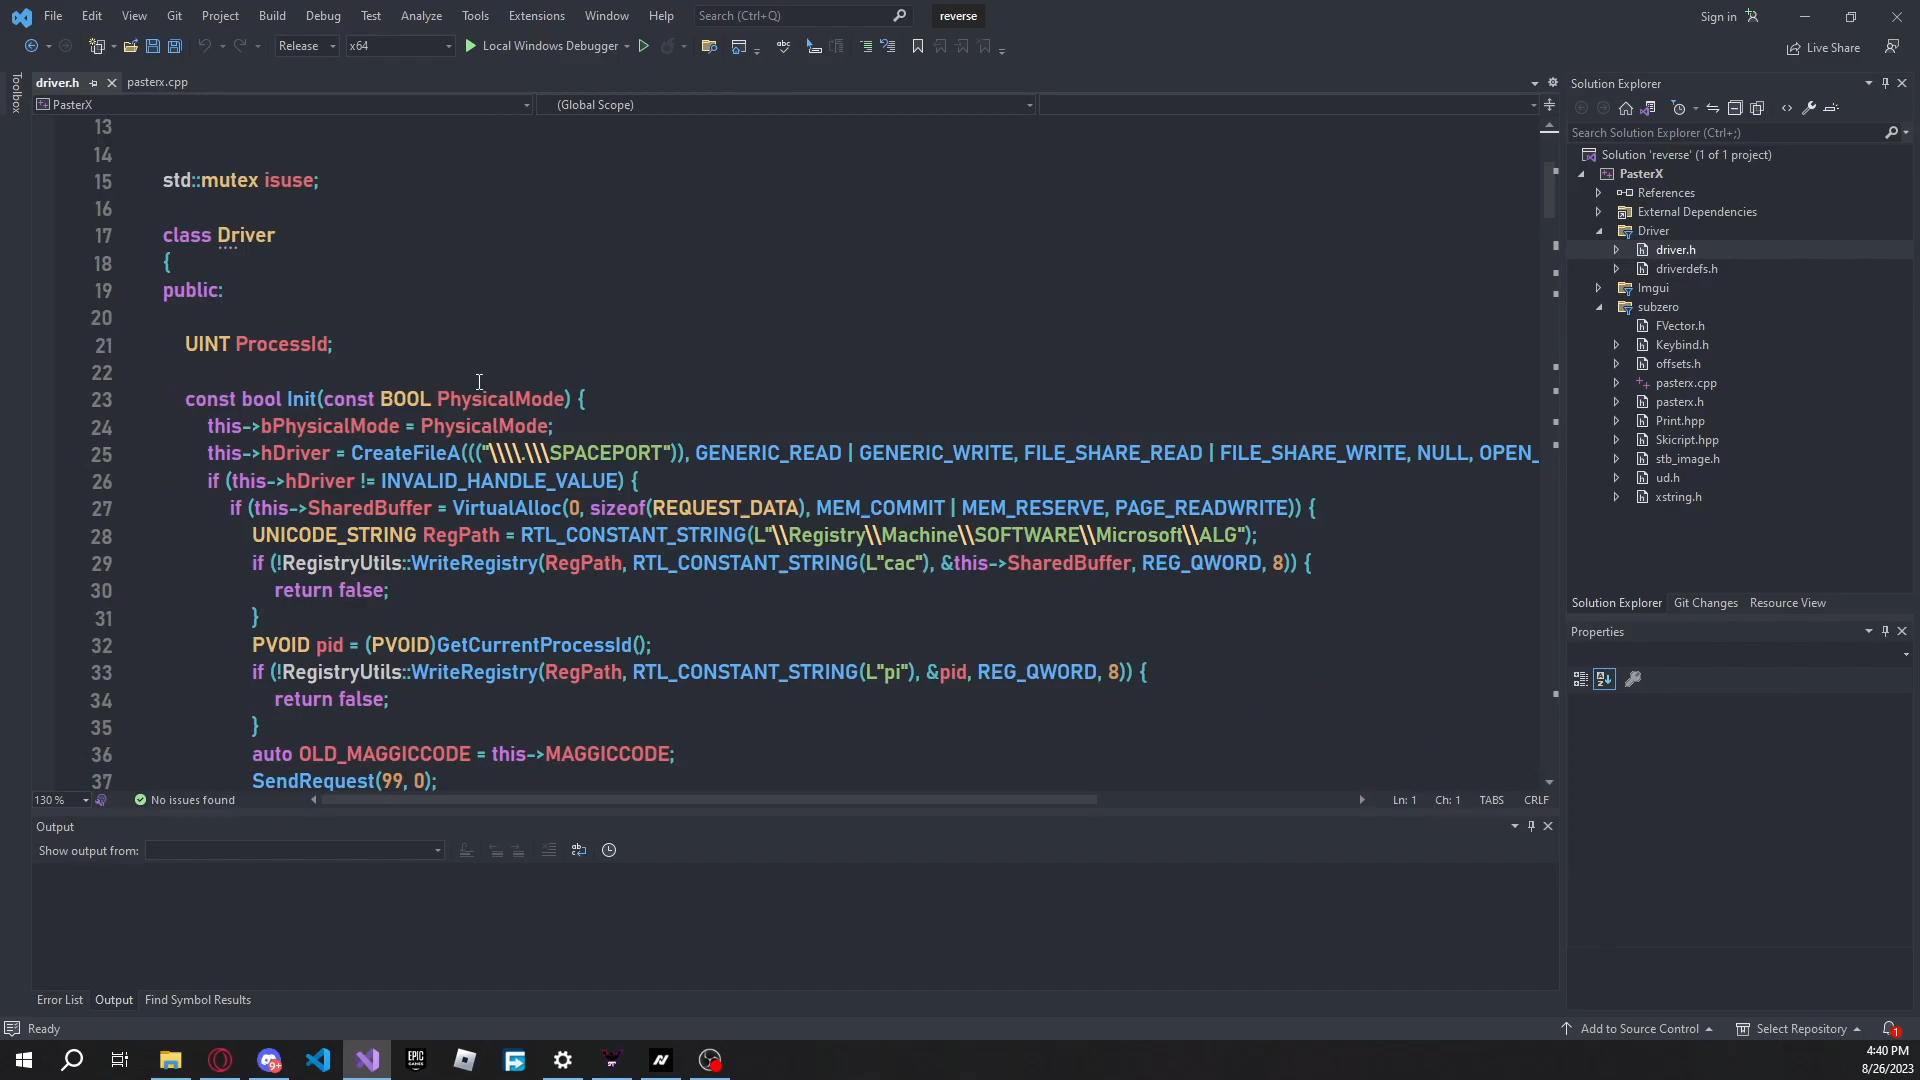 File Edit View Git Project Build Debug Test Analyze Tools Extensions Window Help Search (Ctrl+Q) reverse Sign in
Release x64 Local Windows Debugger Live Share
Toolbox
driver.h pasterx.cpp
PasterX (Global Scope)
13
14
15 std::mutex isuse;
16
17 class Driver
18 {
19 public:
20
21 UINT ProcessId;
22
23 const bool Init(const BOOL PhysicalMode) {
24 this->bPhysicalMode = PhysicalMode;
25 this->hDriver = CreateFileA((("\\\\.\\\SPACEPORT")), GENERIC_READ | GENERIC_WRITE, FILE_SHARE_READ | FILE_SHARE_WRITE, NULL, OPEN_
26 if (this->hDriver != INVALID_HANDLE_VALUE) {
27 if (this->SharedBuffer = VirtualAlloc(0, sizeof(REQUEST_DATA), MEM_COMMIT | MEM_RESERVE, PAGE_READWRITE)) {
28 UNICODE_STRING RegPath = RTL_CONSTANT_STRING(L"\\Registry\\Machine\\SOFTWARE\\Microsoft\\ALG");
29 if (!RegistryUtils::WriteRegistry(RegPath, RTL_CONSTANT_STRING(L"cac"), &this->SharedBuffer, REG_QWORD, 8)) {
30 return false;
31 }
32 PVOID pid = (PVOID)GetCurrentProcessId();
33 if (!RegistryUtils::WriteRegistry(RegPath, RTL_CONSTANT_STRING(L"pi"), &pid, REG_QWORD, 8)) {
34 return false;
35 }
36 auto OLD_MAGGICCODE = this->MAGGICCODE;
37 SendRequest(99, 0);
130 % No issues found Ln: 1 Ch: 1 TABS CRLF
Output
Show output from:
Error List Output Find Symbol Results
Solution Explorer
Search Solution Explorer (Ctrl+;)
Solution 'reverse' (1 of 1 project)
PasterX
References
External Dependencies
Driver
driver.h
driverdefs.h
Imgui
subzero
FVector.h
Keybind.h
offsets.h
pasterx.cpp
pasterx.h
Print.hpp
Skicript.hpp
stb_image.h
ud.h
xstring.h
Solution Explorer Git Changes Resource View
Properties
Ready Add to Source Control Select Repository 1
EPIC GAMES
9+
4:40 PM
8/26/2023